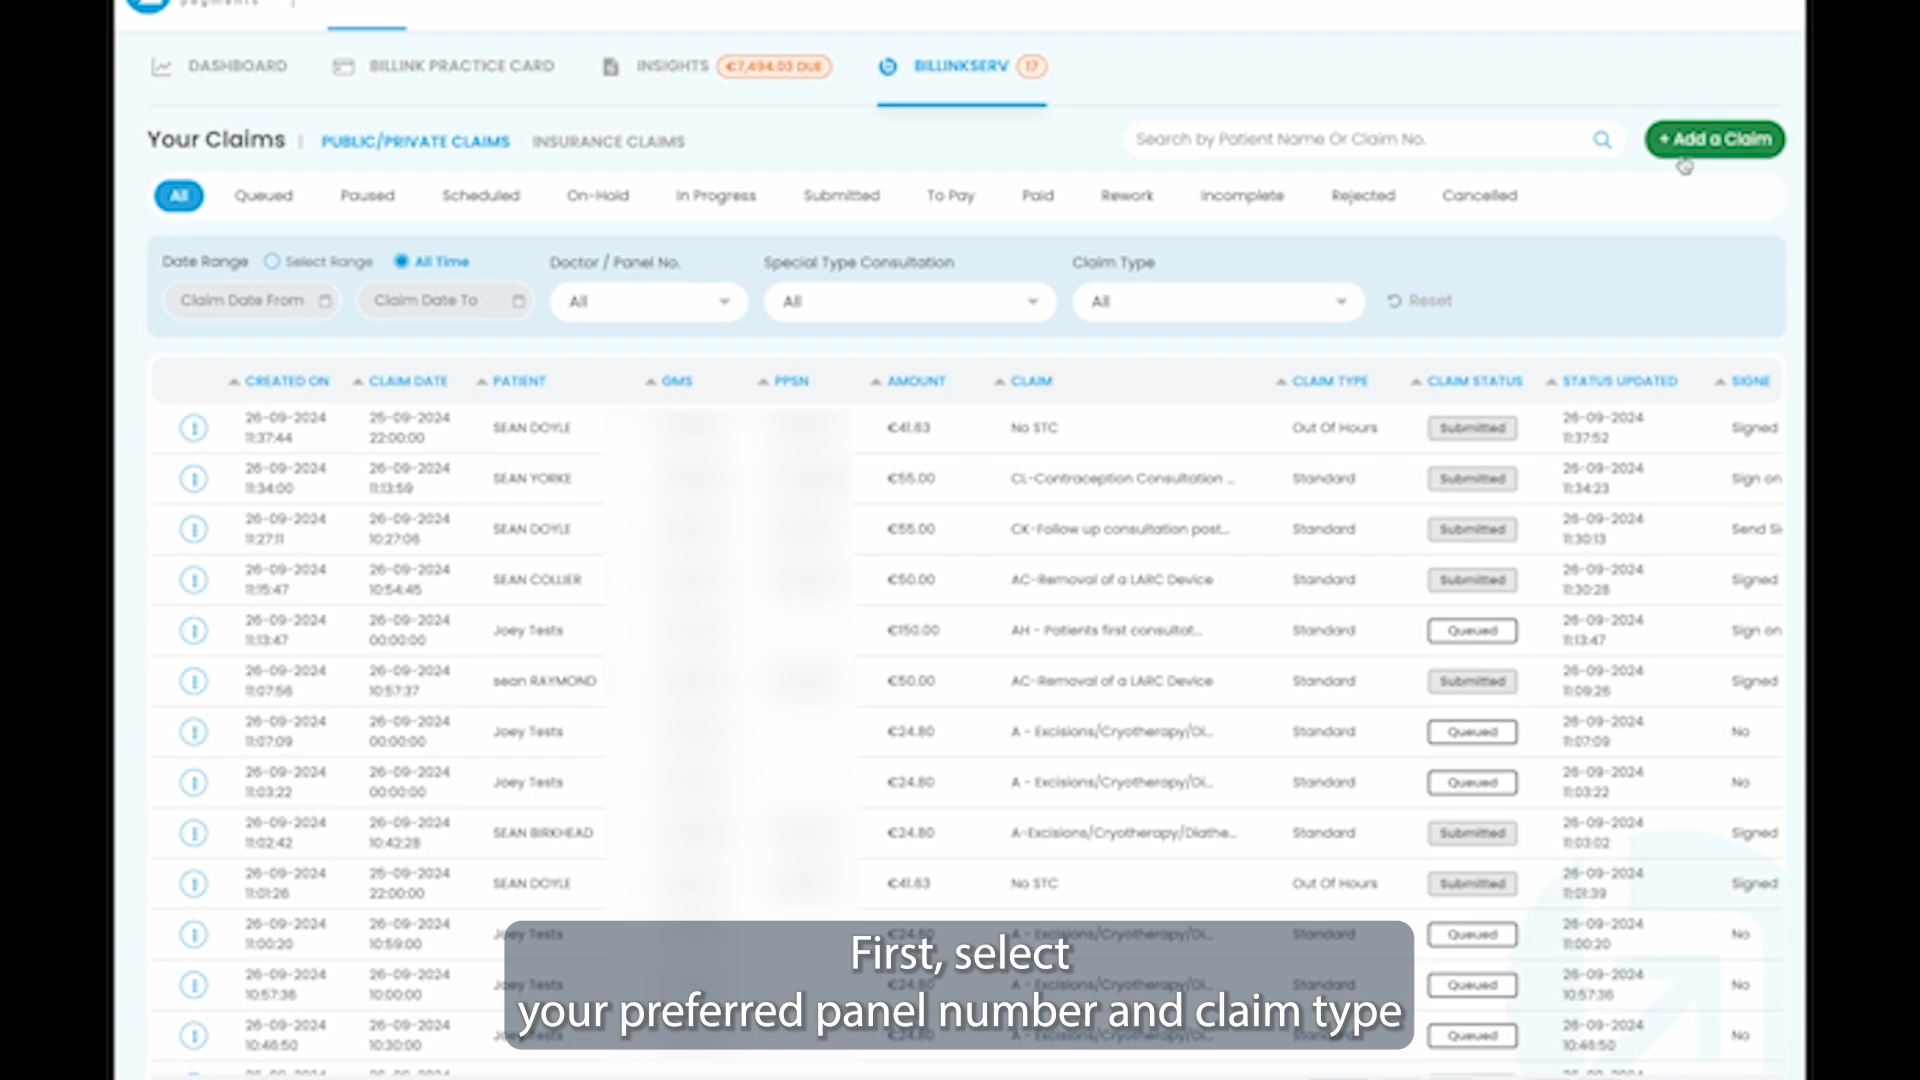 payments
DASHBOARD BILLINK PRACTICE CARD INSIGHTS €7,494.03 DUE BILLINKSERV 17
Your Claims | PUBLIC/PRIVATE CLAIMS INSURANCE CLAIMS Search by Patient Name Or Claim No. + Add a Claim
All Queued Paused Scheduled On-Hold In Progress Submitted To Pay Paid Rework Incomplete Rejected Cancelled
Date Range Select Range All Time Doctor / Panel No. Special Type Consultation Claim Type
Claim Date From Claim Date To All All All Reset
CREATED ON CLAIM DATE PATIENT GMS PPSN AMOUNT CLAIM CLAIM TYPE CLAIM STATUS STATUS UPDATED SIGNE
26-09-2024 25-09-2024 26-09-2024
SEAN DOYLE €41.63 No STC Out Of Hours Submitted Signed
11:37:44 22:00:00 11:37:52
26-09-2024 26-09-2024 26-09-2024
SEAN YORKE €55.00 CL-Contraception Consultation ... Standard Submitted Sign on
11:34:00 11:13:59 11:34:23
26-09-2024 26-09-2024 26-09-2024
SEAN DOYLE €55.00 CK-Follow up consultation post... Standard Submitted Send Si
11:27:11 10:27:06 11:30:13
26-09-2024 26-09-2024 26-09-2024
SEAN COLLIER €50.00 AC-Removal of a LARC Device Standard Submitted Signed
11:15:47 10:54:45 11:30:28
26-09-2024 26-09-2024 26-09-2024
Joey Tests €150.00 AH - Patients first consultat... Standard Queued Sign on
11:13:47 00:00:00 11:13:47
26-09-2024 26-09-2024 26-09-2024
sean RAYMOND €50.00 AC-Removal of a LARC Device Standard Submitted Signed
11:07:56 10:57:37 11:09:26
26-09-2024 26-09-2024 26-09-2024
Joey Tests €24.80 A - Excisions/Cryotherapy/Di... Standard Queued No
11:07:09 00:00:00 11:07:09
26-09-2024 26-09-2024 26-09-2024
Joey Tests €24.80 A - Excisions/Cryotherapy/Di... Standard Queued No
11:03:22 00:00:00 11:03:22
26-09-2024 26-09-2024 26-09-2024
SEAN BIRKHEAD €24.80 A-Excisions/Cryotherapy/Diathe... Standard Submitted Signed
11:02:42 10:42:28 11:03:02
26-09-2024 25-09-2024 26-09-2024
SEAN DOYLE €41.63 No STC Out Of Hours Submitted Signed
11:01:26 22:00:00 11:01:39
26-09-2024 26-09-2024 26-09-2024
Joey Tests €24.80 A - Excisions/Cryotherapy/Di... Standard Queued No
11:00:20 10:59:00 11:00:20
First, select
26-09-2024 26-09-2024 26-09-2024
Joey Tests Queued No
10:57:36 10:00:00 10:57:36
your preferred panel number and claim type
26-09-2024 26-09-2024 26-09-2024
Joey Tests €24.80 A - Excisions/Cryotherapy/Di... Standard Queued No
10:46:50 10:30:00 10:46:50